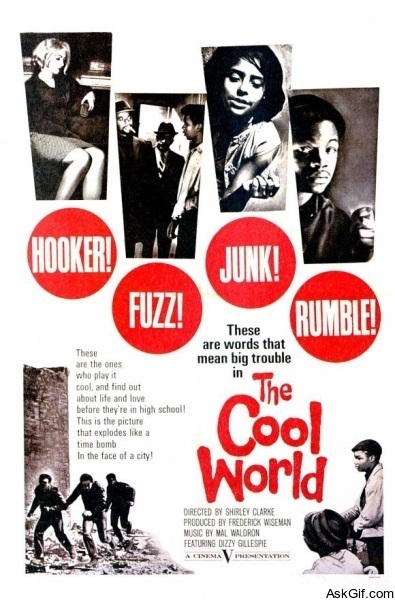 HOOKER!
FUZZ!
JUNK!
RUMBLE!
These
are words that
mean big trouble
in
These
are the ones
who play it
cool, and find out
about life and love
before they're in high school!
This is the picture
that explodes like a
time bomb
In the face of a city!
The
Cool
World
DIRECTED BY SHIRLEY CLARKE
PRODUCED BY FREDERICK WISEMAN
MUSIC BY MAL WALDRON
FEATURING DIZZY GILLESPIE
A CINEMA V PRESENTATION
AskGif.com